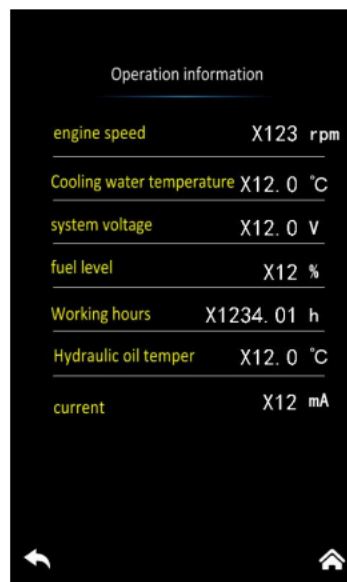 Operation information
engine speed X123 rpm
Cooling water temperature X12.0 °C
system voltage X12.0 V
fuel level X12 %
Working hours X1234.01 h
Hydraulic oil temper X12.0 °C
current X12 mA